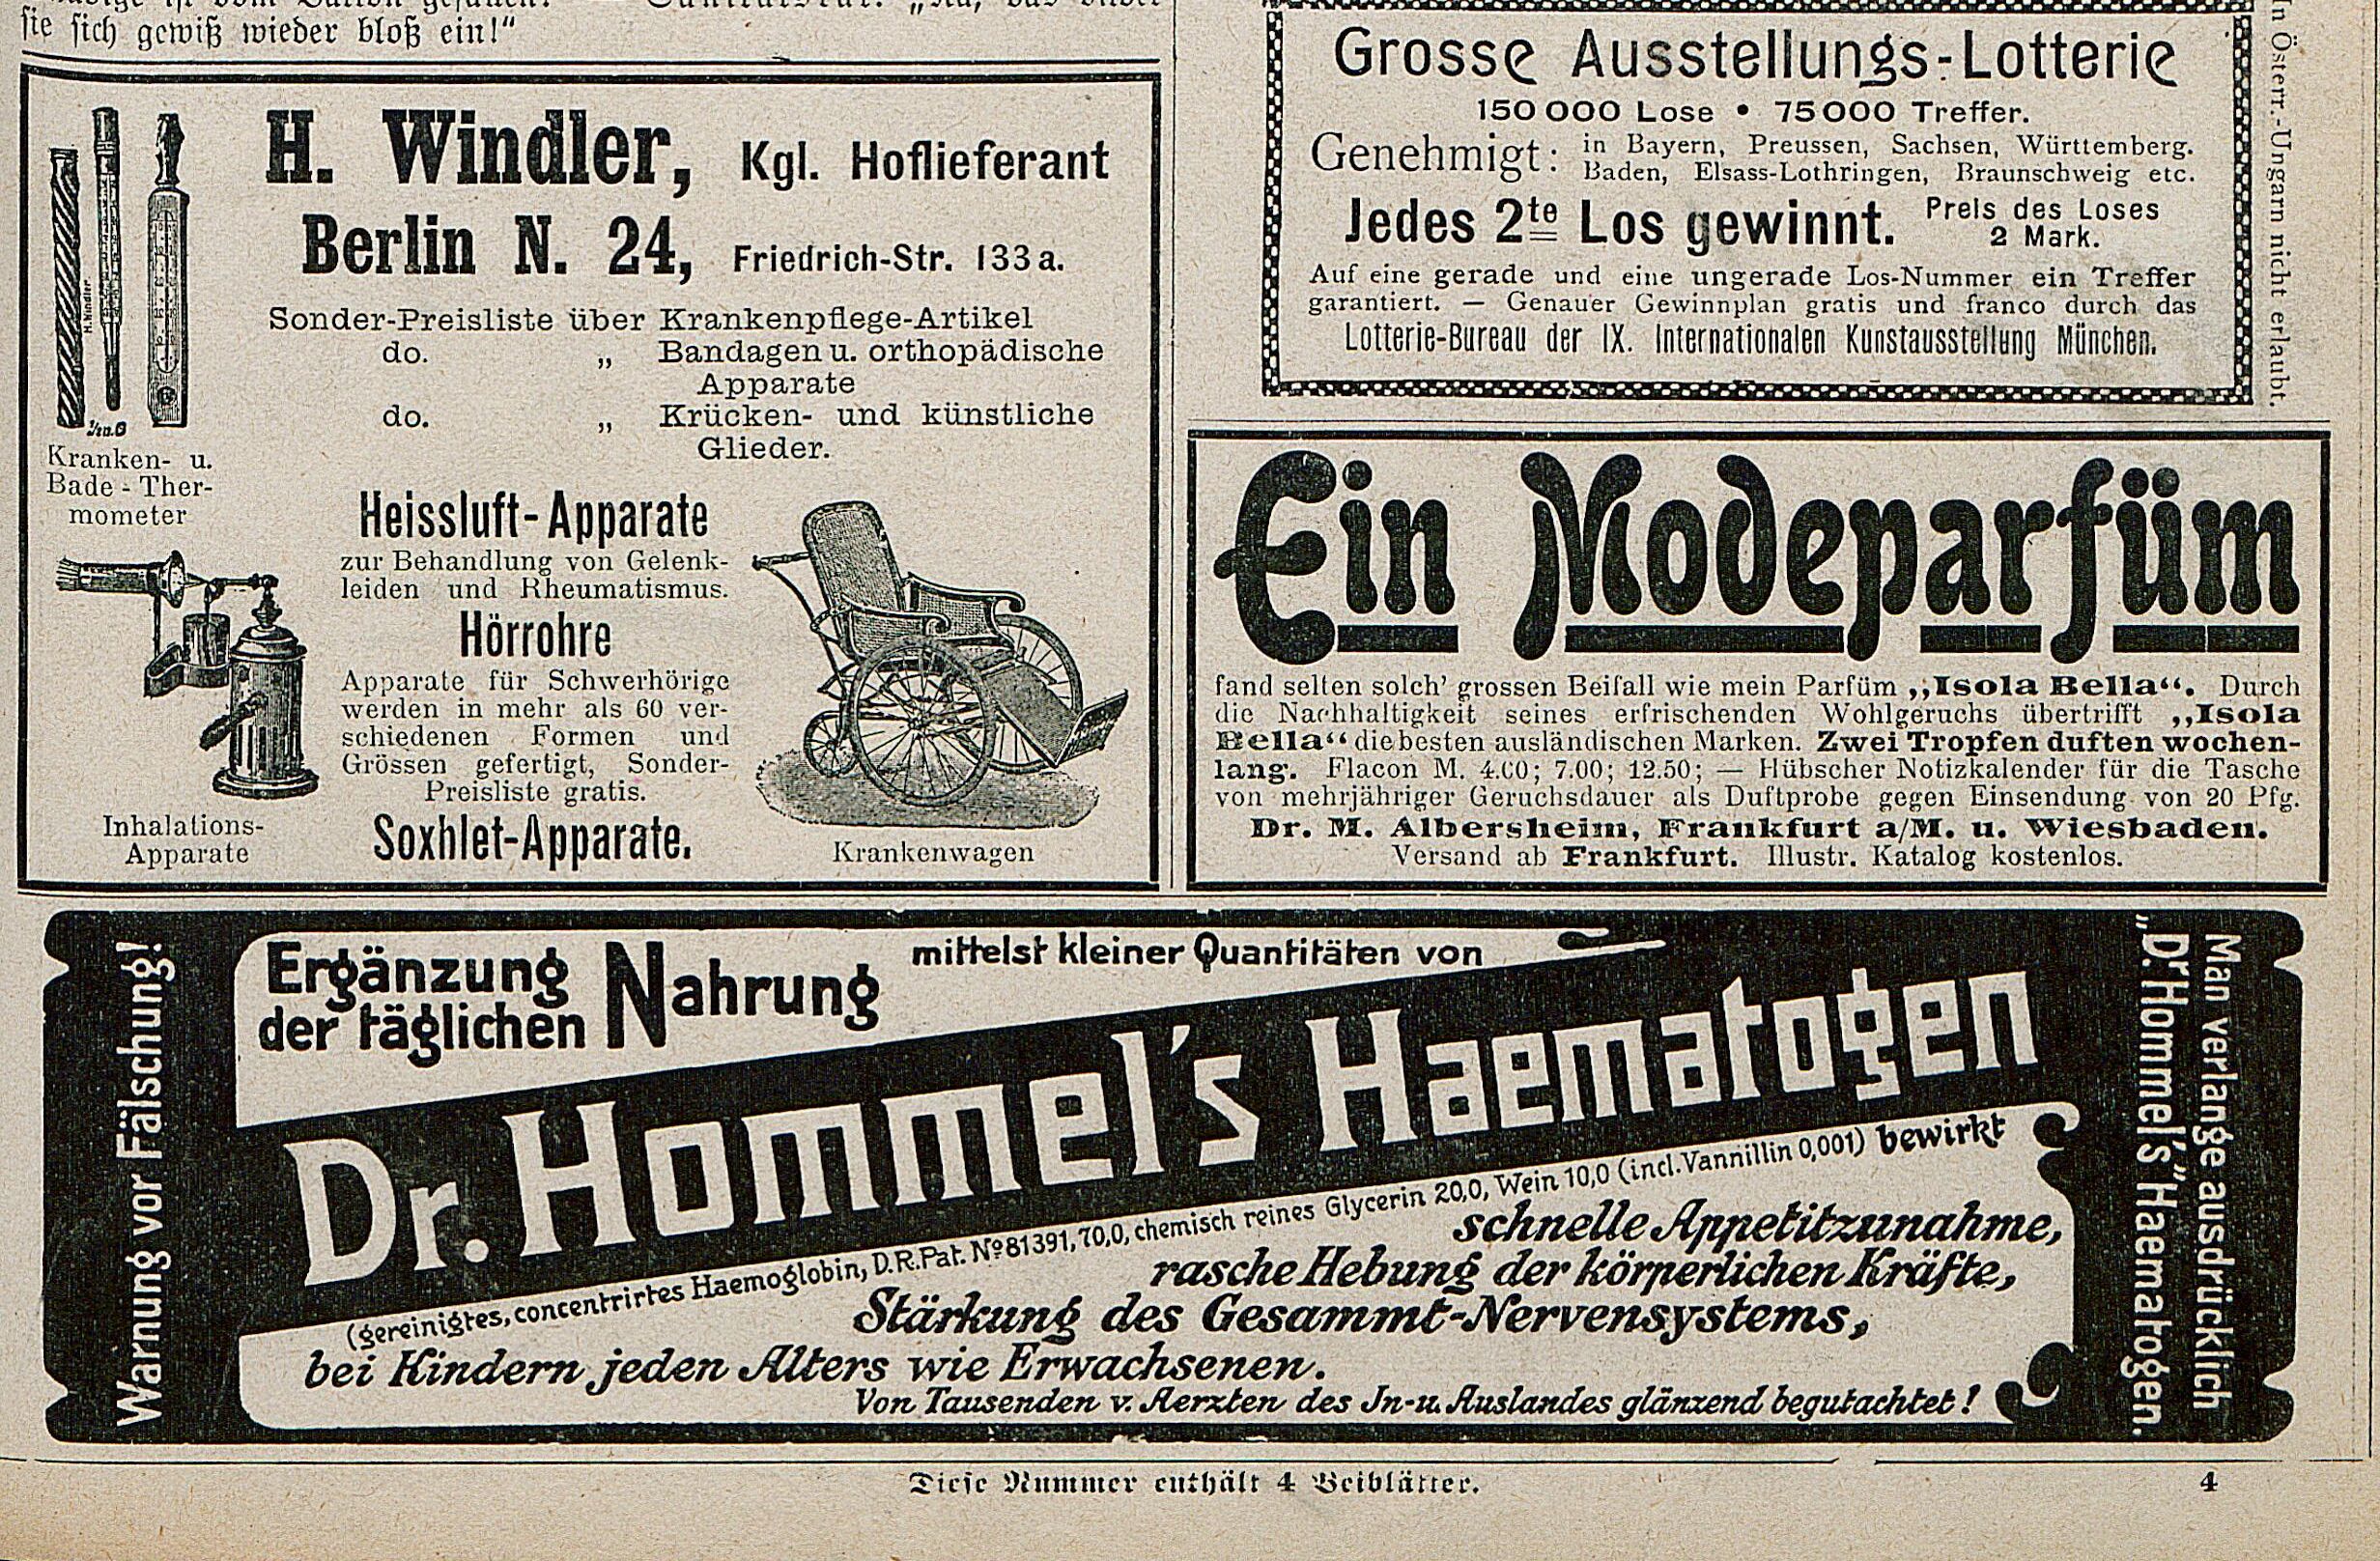 sie sich gewiß wieder bloß ein!“
H. Windler, Kgl. Hoflieferant
Berlin N. 24, Friedrich-Str. 133a.
Sonder-Preisliste über Krankenpflege-Artikel
do. „ Bandagen u. orthopädische
Apparate
do. „ Krücken- und künstliche
Glieder.
H. Windler.
Kranken- u.
Bade-Ther-
mometer
Heissluft-Apparate
zur Behandlung von Gelenk-
leiden und Rheumatismus.
Hörrohre
Apparate für Schwerhörige
werden in mehr als 60 ver-
schiedenen Formen und
Grössen gefertigt, Sonder-
Preisliste gratis.
Soxhlet-Apparate.
Inhalations-
Apparate
Krankenwagen
Grosse Ausstellungs-Lotterie
150 000 Lose • 75 000 Treffer.
Genehmigt: in Bayern, Preussen, Sachsen, Württemberg.
Baden, Elsass-Lothringen, Braunschweig etc.
Jedes 2te Los gewinnt. Preis des Loses
2 Mark.
Auf eine gerade und eine ungerade Los-Nummer ein Treffer
garantiert. — Genauer Gewinnplan gratis und franco durch das
Lotterie-Bureau der IX. Internationalen Kunstausstellung München.
In Österr.-Ungarn nicht erlaubt.
Ein Modeparfüm
fand selten solch’ grossen Beifall wie mein Parfüm „Isola Bella“. Durch
die Nachhaltigkeit seines erfrischenden Wohlgeruchs übertrifft „Isola
Bella“ die besten ausländischen Marken. Zwei Tropfen duften wochen-
lang. Flacon M. 4.00; 7.00; 12.50; — Hübscher Notizkalender für die Tasche
von mehrjähriger Geruchsdauer als Duftprobe gegen Einsendung von 20 Pfg.
Dr. M. Albersheim, Frankfurt a/M. u. Wiesbaden.
Versand ab Frankfurt. Illustr. Katalog kostenlos.
Warnung vor Fälschung!
Ergänzung
der täglichen Nahrung mittelst kleiner Quantitäten von
Dr. Hommel's Haematogen
(gereinigtes, concentrirtes Haemoglobin, D.R.Pat. Nº 81391, 70,0, chemisch reines Glycerin 20,0, Wein 10,0 (incl. Vannillin 0,001) bewirkt
schnelle Appetitzunahme,
rasche Hebung der körperlichen Kräfte,
Stärkung des Gesammt-Nervensystems,
bei Kindern jeden Alters wie Erwachsenen.
Von Tausenden v. Aerzten des In- u. Auslandes glänzend begutachtet!
Man verlange ausdrücklich
„Dr. Hommel's“ Haematogen.
Diese Nummer enthält 4 Beiblätter.
4